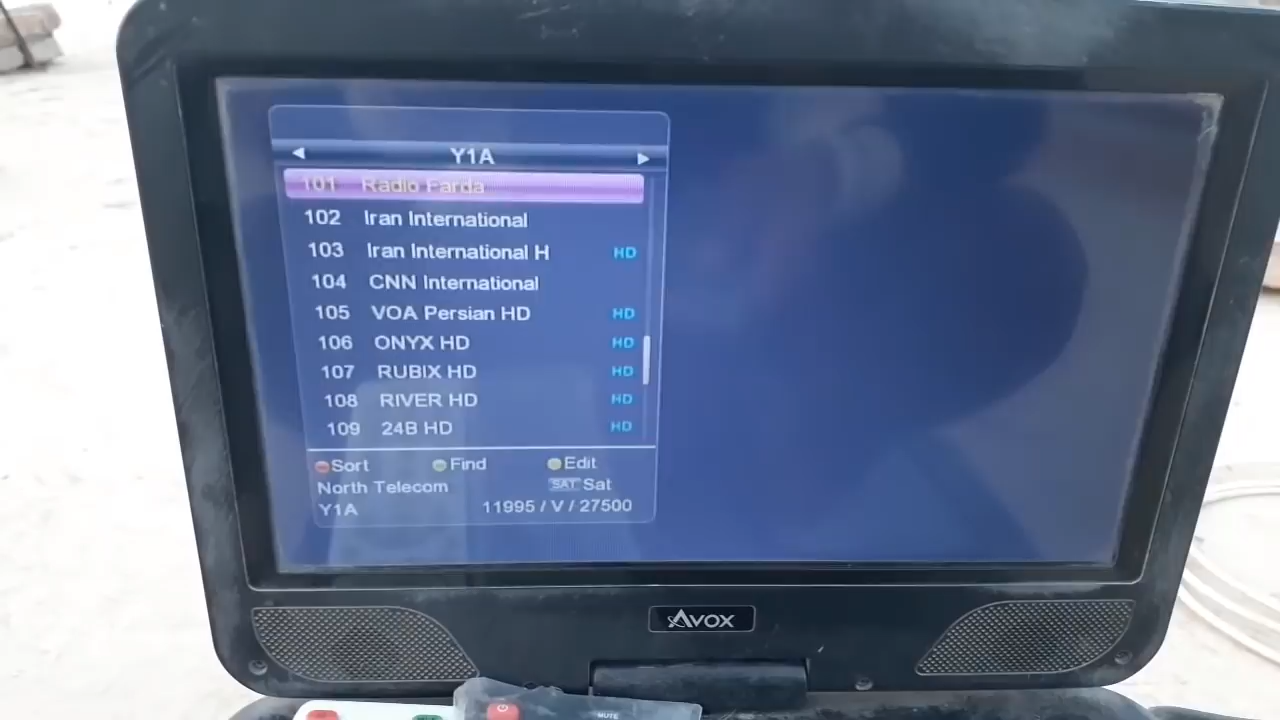 Y1A
101 Radio Farda
102 Iran International
103 Iran International H HD
104 CNN International
105 VOA Persian HD HD
106 ONYX HD HD
107 RUBIX HD HD
108 RIVER HD HD
109 24B HD HD
Sort Find Edit
North Telecom SAT Sat
Y1A 11995 / V / 27500
AVOX
MUTE